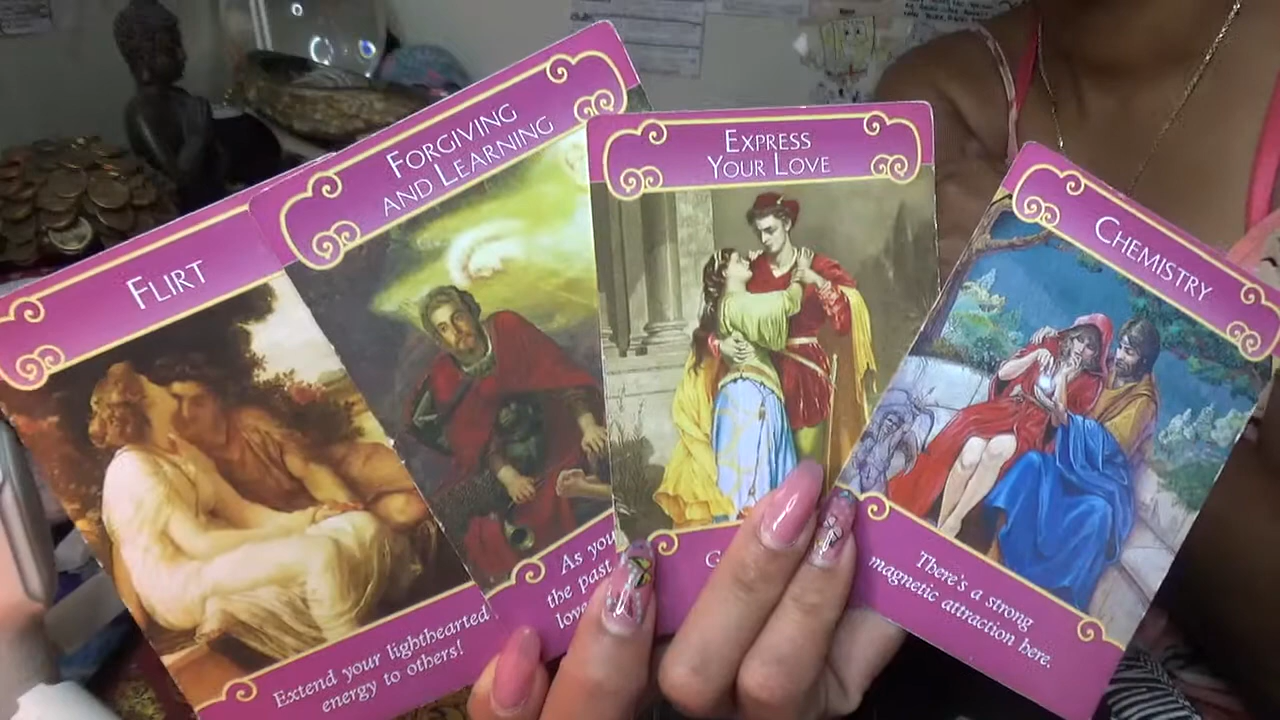 FLIRT
Extend your lighthearted
energy to others!
FORGIVING
AND LEARNING
As you
the past
love
EXPRESS
YOUR LOVE
G
CHEMISTRY
There's a strong
magnetic attraction here.